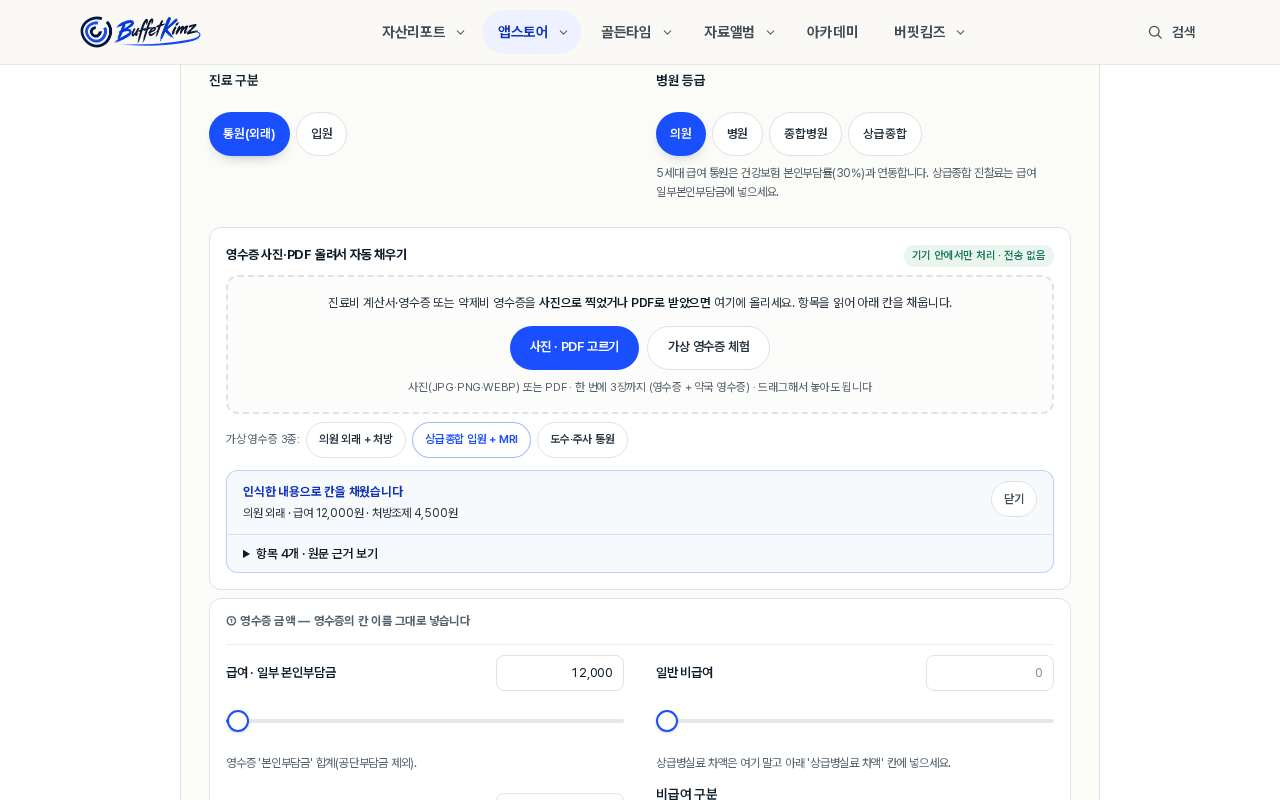 BuffetKimz
자산리포트
앱스토어
골든타임
자료앨범
아카데미
버핏킴즈
검색
진료 구분
병원 등급
통원(외래)
입원
의원
병원
종합병원
상급종합
5세대 급여 통원은 건강보험 본인부담률(30%)과 연동합니다. 상급종합 진찰료는 급여
일부본인부담금에 넣으세요.
영수증 사진·PDF 올려서 자동 채우기
기기 안에서만 처리 · 전송 없음
진료비 계산서·영수증 또는 약제비 영수증을 사진으로 찍었거나 PDF로 받았으면 여기에 올리세요. 항목을 읽어 아래 칸을 채웁니다.
사진 · PDF 고르기
가상 영수증 체험
사진(JPG·PNG·WEBP) 또는 PDF · 한 번에 3장까지 (영수증 + 약국 영수증) · 드래그해서 놓아도 됩니다
가상 영수증 3종:
의원 외래 + 처방
상급종합 입원 + MRI
도수·주사 통원
인식한 내용으로 칸을 채웠습니다
의원 외래 · 급여 12,000원 · 처방조제 4,500원
닫기
▶ 항목 4개 · 원문 근거 보기
① 영수증 금액 — 영수증의 칸 이름 그대로 넣습니다
급여 · 일부 본인부담금
12,000
일반 비급여
0
영수증 '본인부담금' 합계(공단부담금 제외).
상급병실료 차액은 여기 말고 아래 '상급병실료 차액' 칸에 넣으세요.
비급여 구분